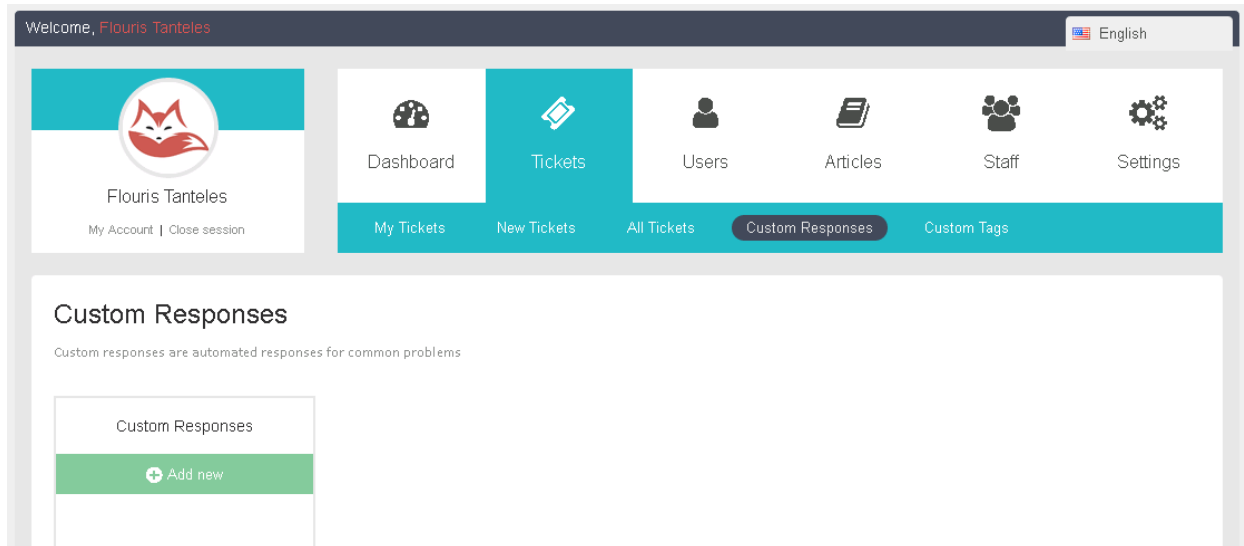 Welcome, Flouris Tanteles
English
Flouris Tanteles
My Account | Close session
Dashboard Tickets Users Articles Staff Settings
My Tickets New Tickets All Tickets Custom Responses Custom Tags
Custom Responses
Custom responses are automated responses for common problems
Custom Responses
Add new